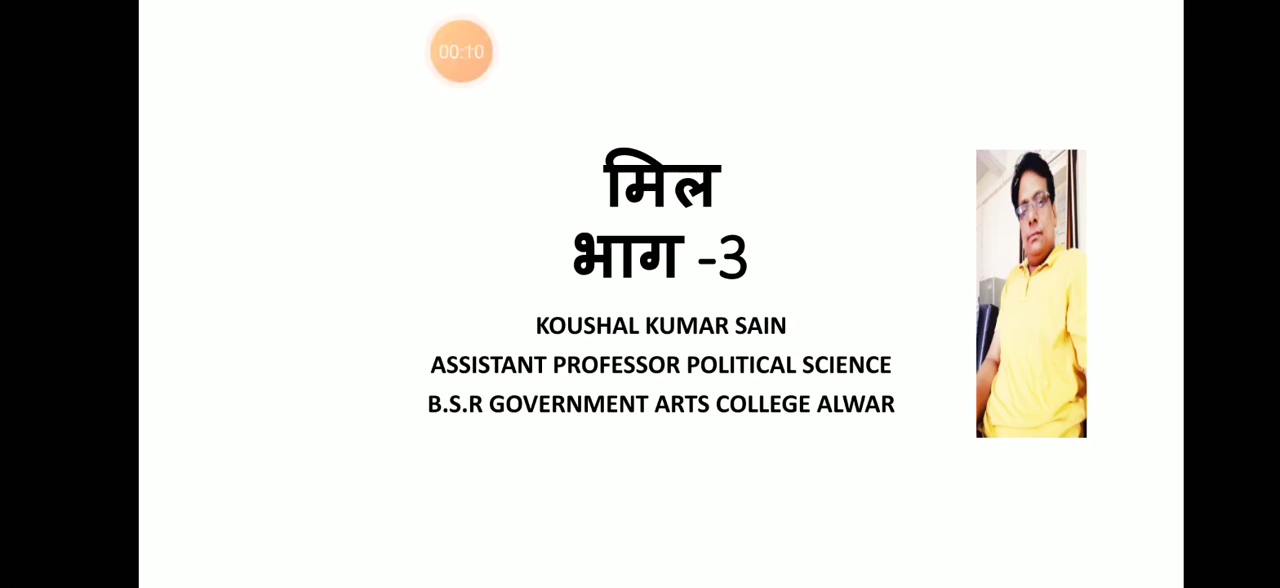 00:10
मिल
भाग -3
KOUSHAL KUMAR SAIN
ASSISTANT PROFESSOR POLITICAL SCIENCE
B.S.R GOVERNMENT ARTS COLLEGE ALWAR